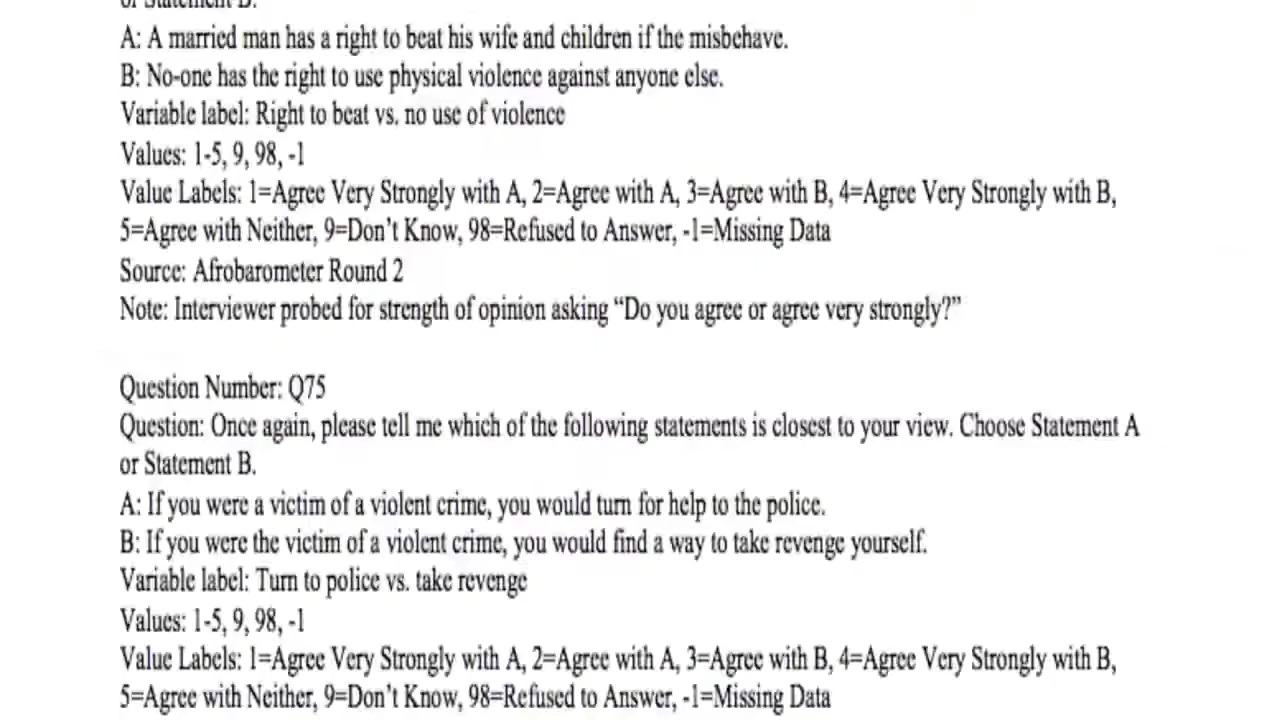 or Statement B.
A: A married man has a right to beat his wife and children if the misbehave.
B: No-one has the right to use physical violence against anyone else.
Variable label: Right to beat vs. no use of violence
Values: 1-5, 9, 98, -1
Value Labels: 1=Agree Very Strongly with A, 2=Agree with A, 3=Agree with B, 4=Agree Very Strongly with B,
5=Agree with Neither, 9=Don’t Know, 98=Refused to Answer, -1=Missing Data
Source: Afrobarometer Round 2
Note: Interviewer probed for strength of opinion asking “Do you agree or agree very strongly?”
Question Number: Q75
Question: Once again, please tell me which of the following statements is closest to your view. Choose Statement A
or Statement B.
A: If you were a victim of a violent crime, you would turn for help to the police.
B: If you were the victim of a violent crime, you would find a way to take revenge yourself.
Variable label: Turn to police vs. take revenge
Values: 1-5, 9, 98, -1
Value Labels: 1=Agree Very Strongly with A, 2=Agree with A, 3=Agree with B, 4=Agree Very Strongly with B,
5=Agree with Neither, 9=Don’t Know, 98=Refused to Answer, -1=Missing Data